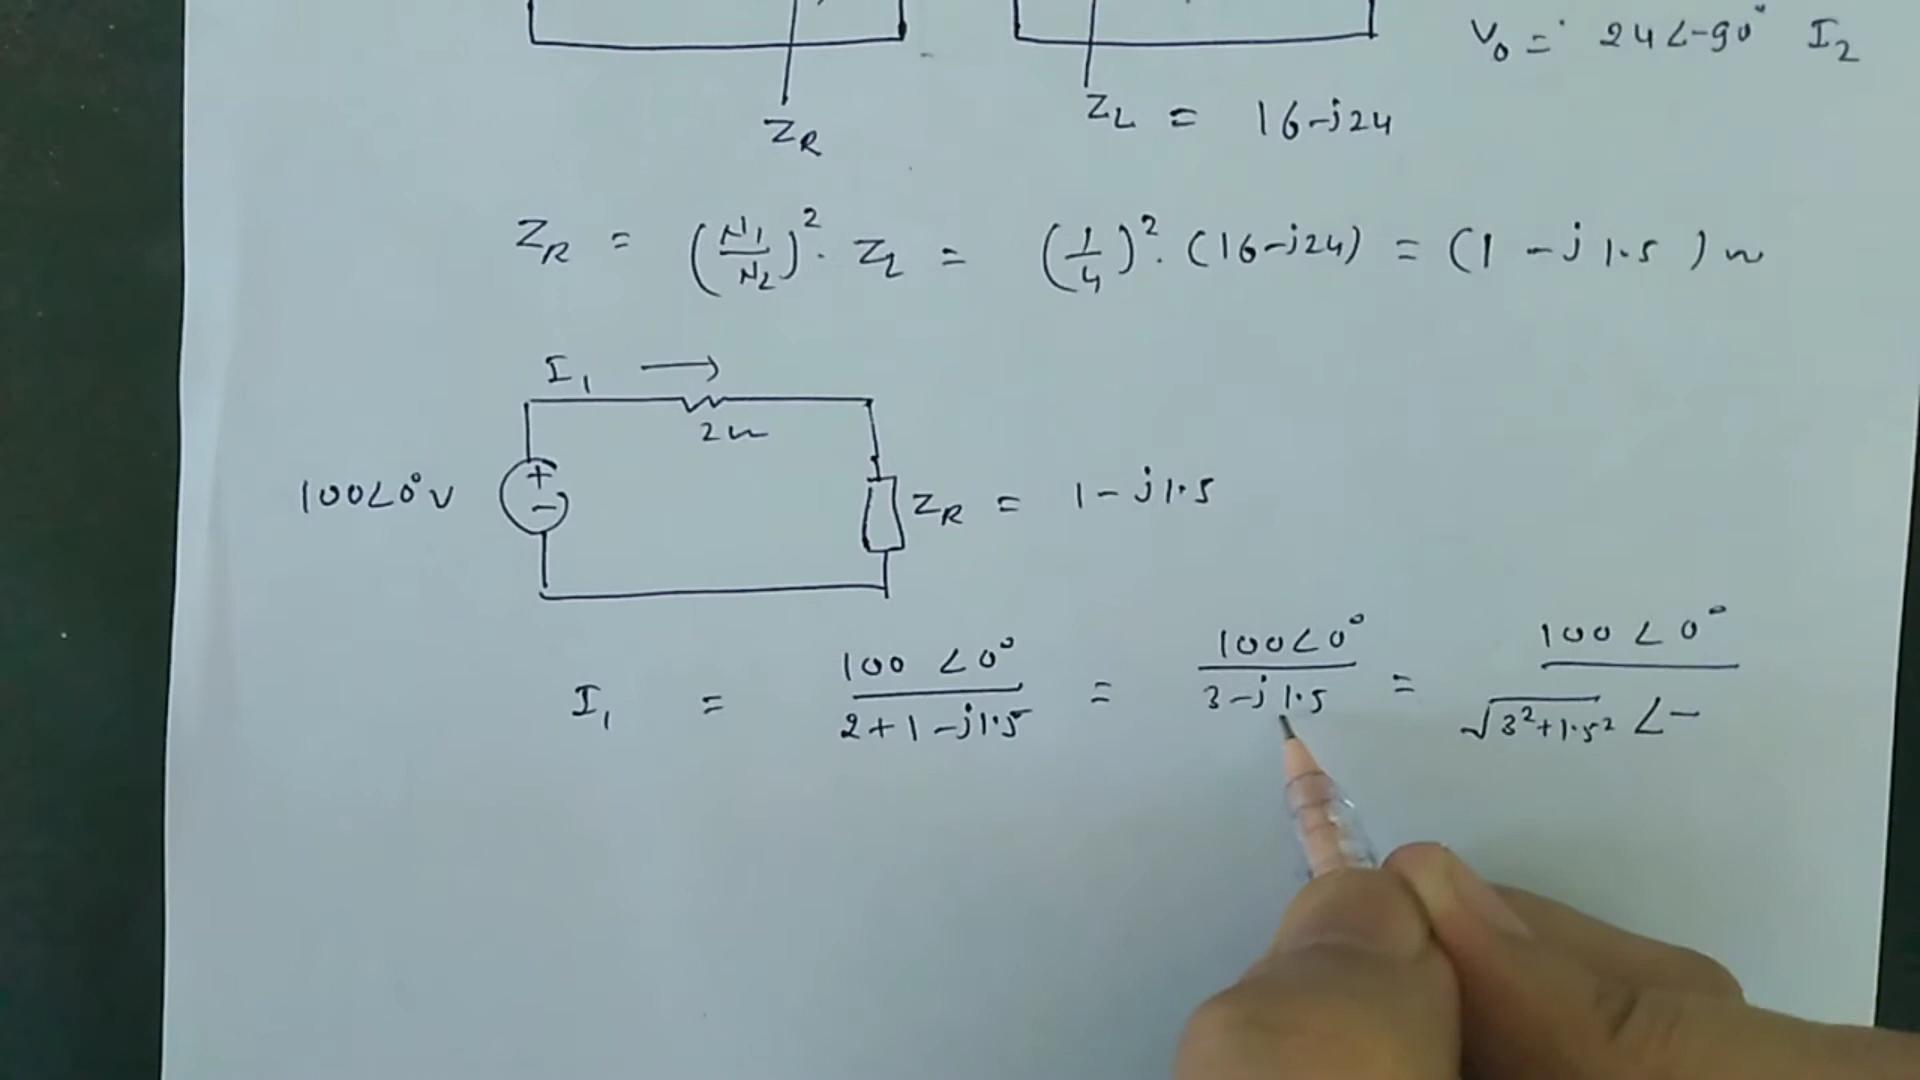 V₀ = 24∠-90° I₂
Z_R
Z_L = 16-j24
Z_R = (N₁/N₂)² · Z_L = (1/4)² · (16-j24) = (1 - j1.5) Ω
I₁ →
2Ω
100∠0° V
+
-
Z_R = 1 - j1.5
I₁ = 100 ∠0° / 2+1-j1.5 = 100∠0° / 3-j1.5 = 100 ∠0° / √3²+1.5² ∠-